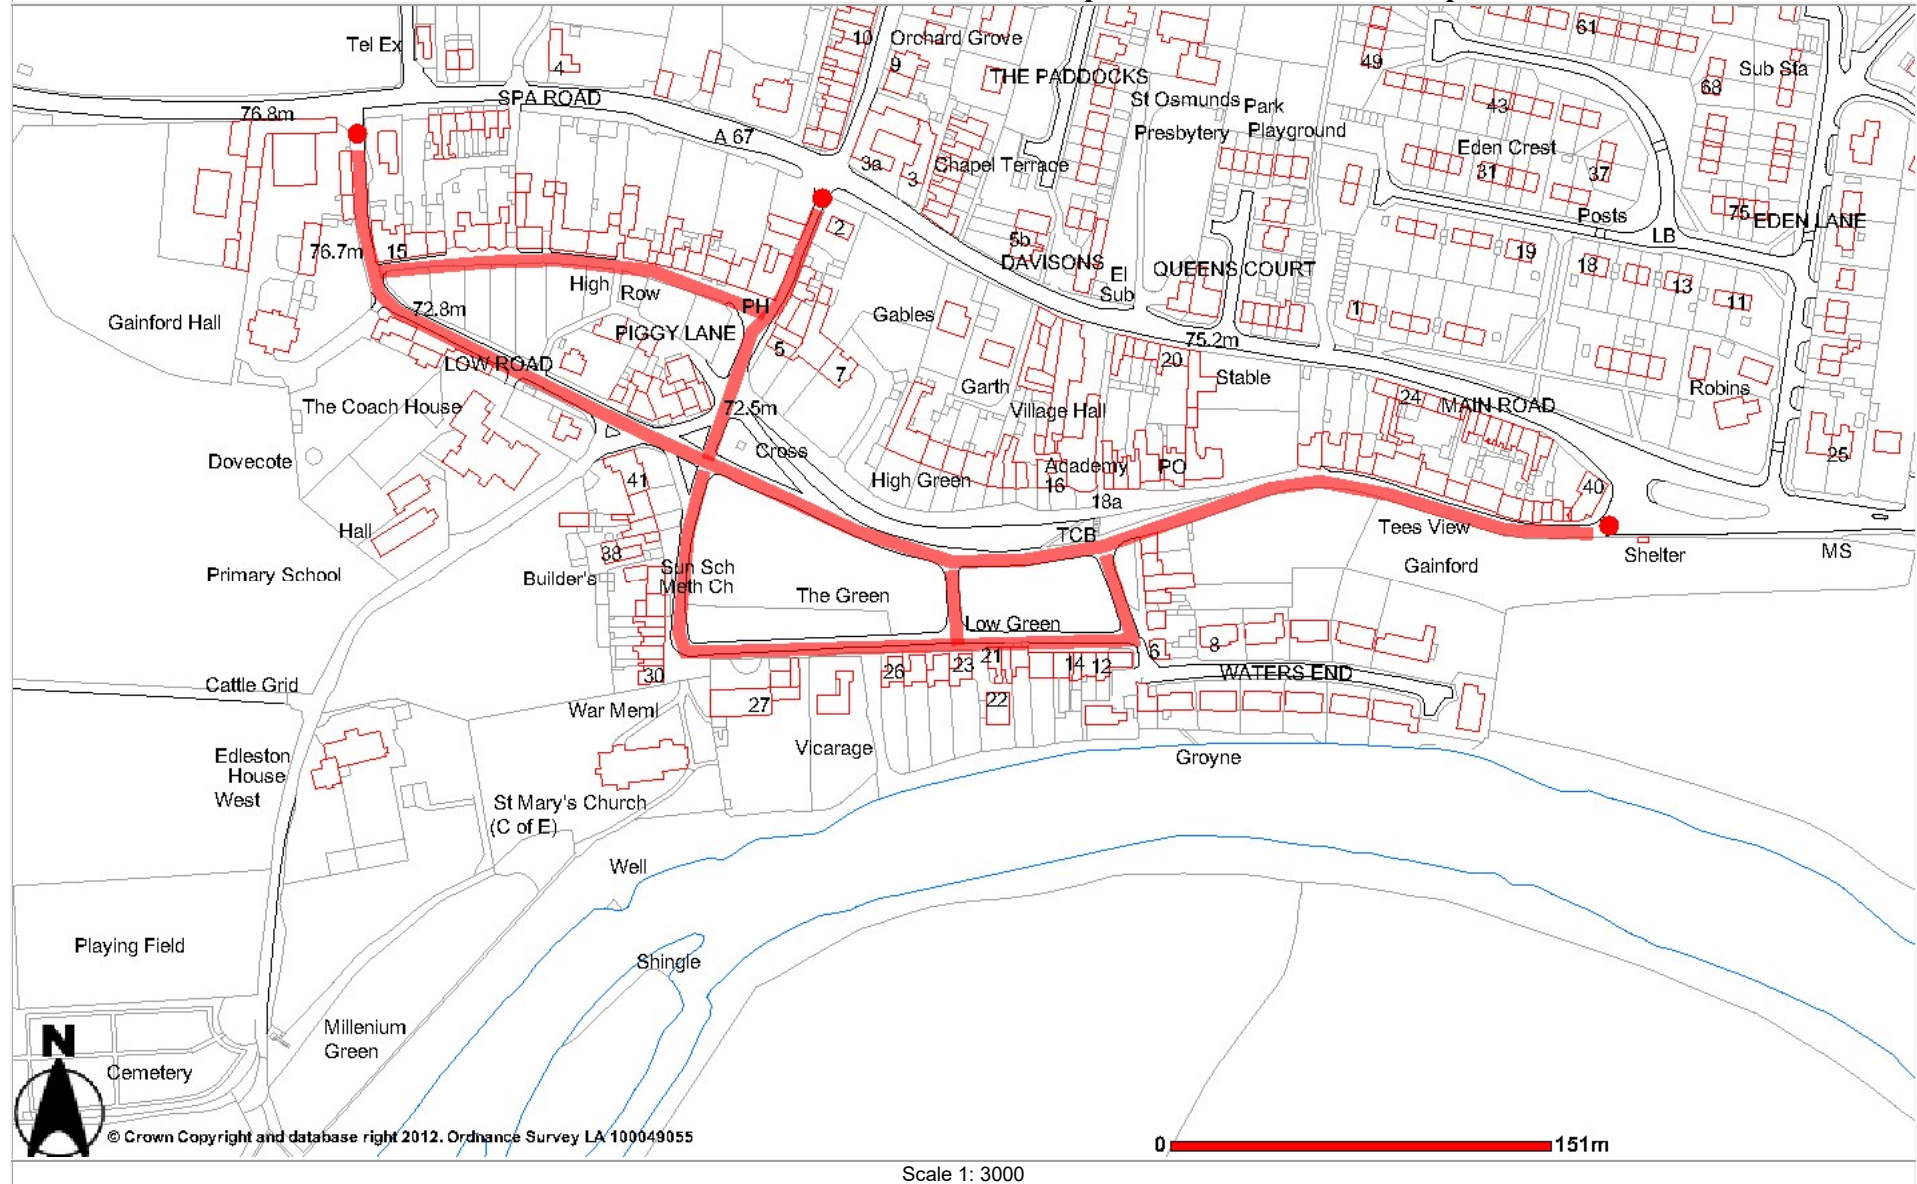 10
Orchard Grove
61
Tel Ex
9
49
4
THE PADDOCKS
Sub Sta
68
SPA ROAD
St Osmunds
Park
43
76.8m
A 67
Presbytery
Playground
Eden Crest
3a
Chapel Terrace
31
37
3
75
EDEN LANE
Posts
2
LB
15
76.7m
5b
19
DAVISONS
El
Sub
QUEENS COURT
18
High
Row
13
11
72.8m
PH
1
Gainford Hall
Gables
PIGGY LANE
75.2m
5
LOW ROAD
7
20
Stable
Garth
Robins
The Coach House
72.5m
Village Hall
24
MAIN ROAD
Cross
25
Dovecote
Academy
PO
41
High Green
16
40
18a
Hall
TCB
Tees View
38
Shelter
MS
Primary School
Builder's
Sun Sch
Meth Ch
Gainford
The Green
Low Green
8
6
26
23
21
14
12
30
WATERS END
Cattle Grid
27
22
War Meml
Vicarage
Groyne
Edleston
House
West
St Mary's Church
(C of E)
Well
Playing Field
Shingle
Millenium
Green
N
Cemetery
© Crown Copyright and database right 2012. Ordnance Survey LA 100049055
0
151m
Scale 1: 3000